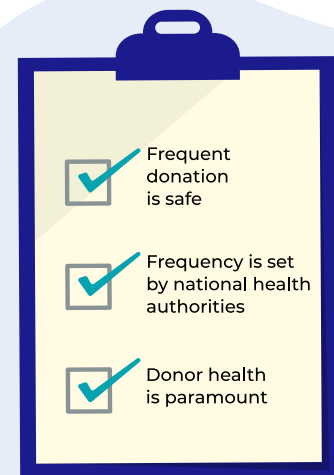 Frequent
donation
is safe
Frequency is set
by national health
authorities
Donor health
is paramount